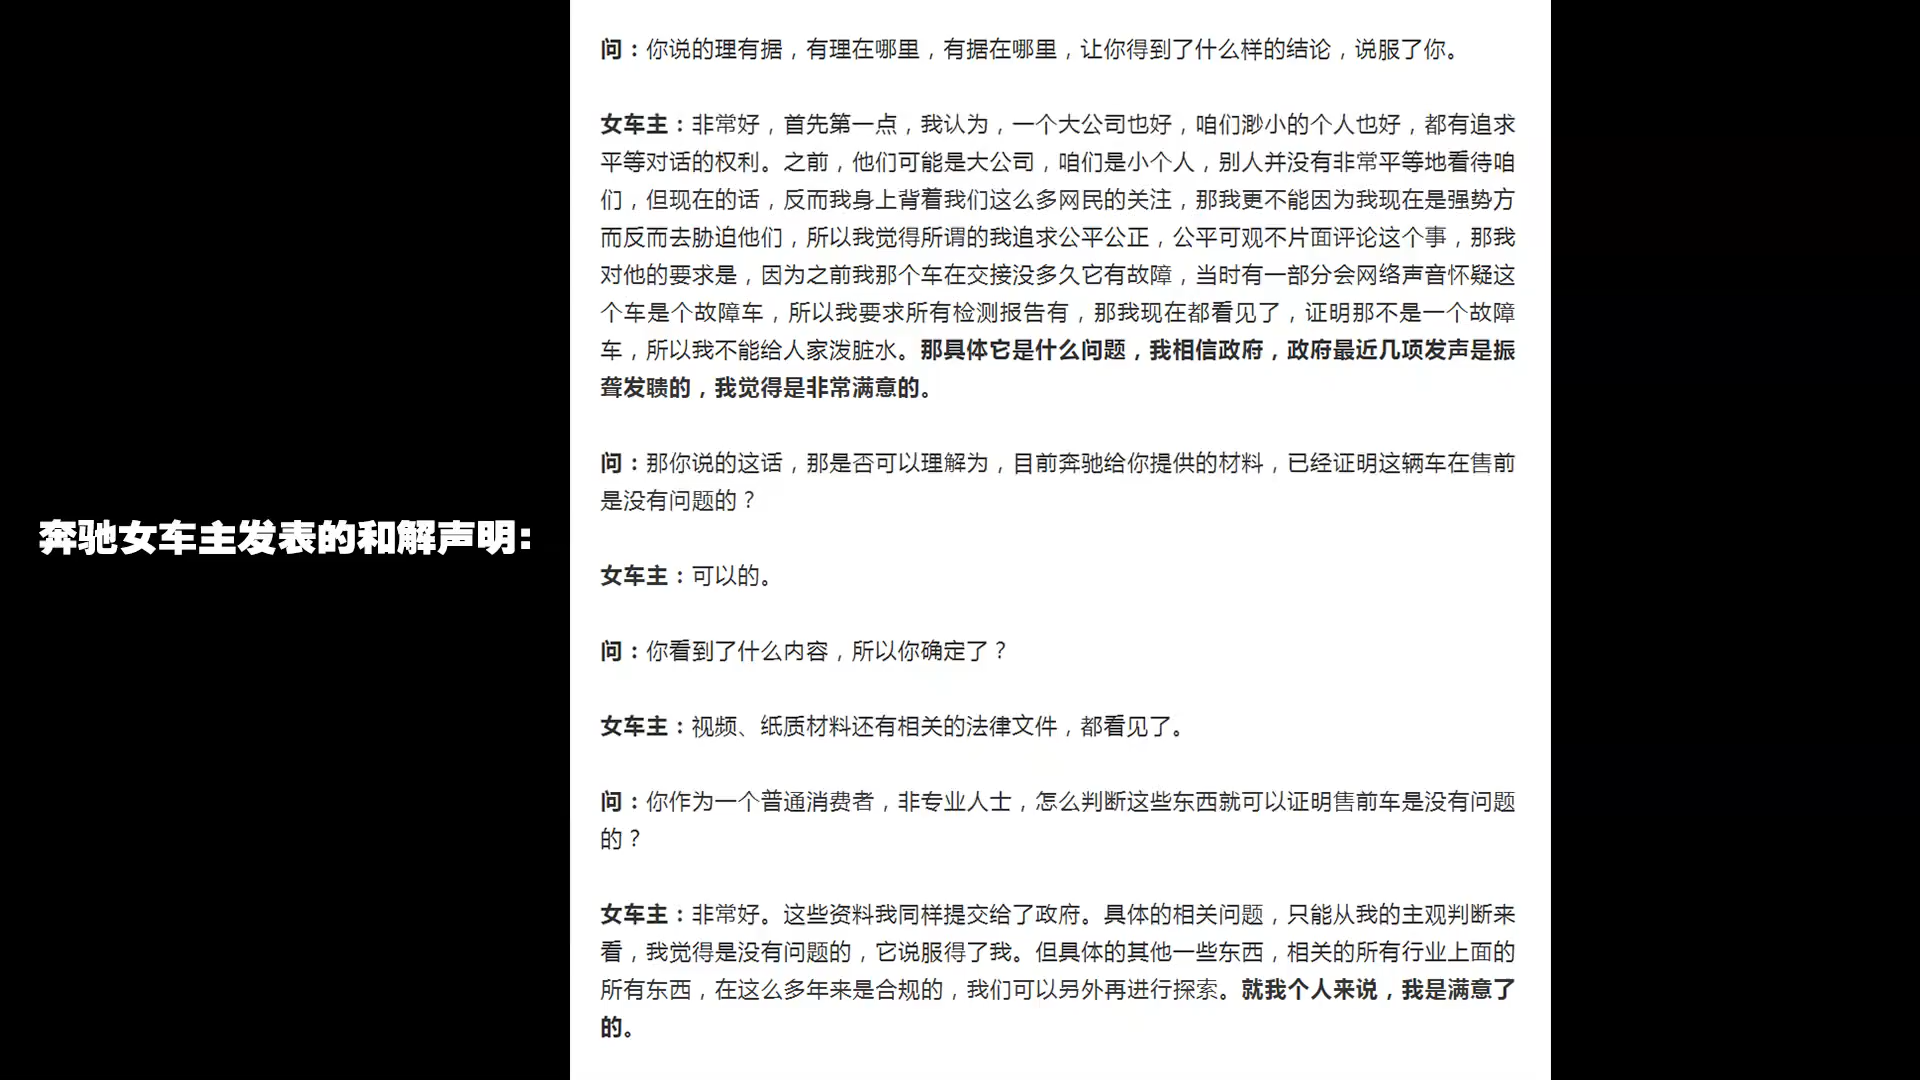 奔驰女车主发表的和解声明:
问：你说的理有据，有理在哪里，有据在哪里，让你得到了什么样的结论，说服了你。
女车主：非常好，首先第一点，我认为，一个大公司也好，咱们渺小的个人也好，都有追求
平等对话的权利。之前，他们可能是大公司，咱们是小个人，别人并没有非常平等地看待咱
们，但现在的话，反而我身上背着我们这么多网民的关注，那我更不能因为我现在是强势方
而反而去胁迫他们，所以我觉得所谓的我追求公平公正，公平可观不片面评论这个事，那我
对他的要求是，因为之前我那个车在交接没多久它有故障，当时有一部分会网络声音怀疑这
个车是个故障车，所以我要求所有检测报告有，那我现在都看见了，证明那不是一个故障
车，所以我不能给人家泼脏水。那具体它是什么问题，我相信政府，政府最近几项发声是振
聋发聩的，我觉得是非常满意的。
问：那你说的这话，那是否可以理解为，目前奔驰给你提供的材料，已经证明这辆车在售前
是没有问题的？
女车主：可以的。
问：你看到了什么内容，所以你确定了？
女车主：视频、纸质材料还有相关的法律文件，都看见了。
问：你作为一个普通消费者，非专业人士，怎么判断这些东西就可以证明售前车是没有问题
的？
女车主：非常好。这些资料我同样提交给了政府。具体的相关问题，只能从我的主观判断来
看，我觉得是没有问题的，它说服得了我。但具体的其他一些东西，相关的所有行业上面的
所有东西，在这么多年来是合规的，我们可以另外再进行探索。就我个人来说，我是满意了
的。